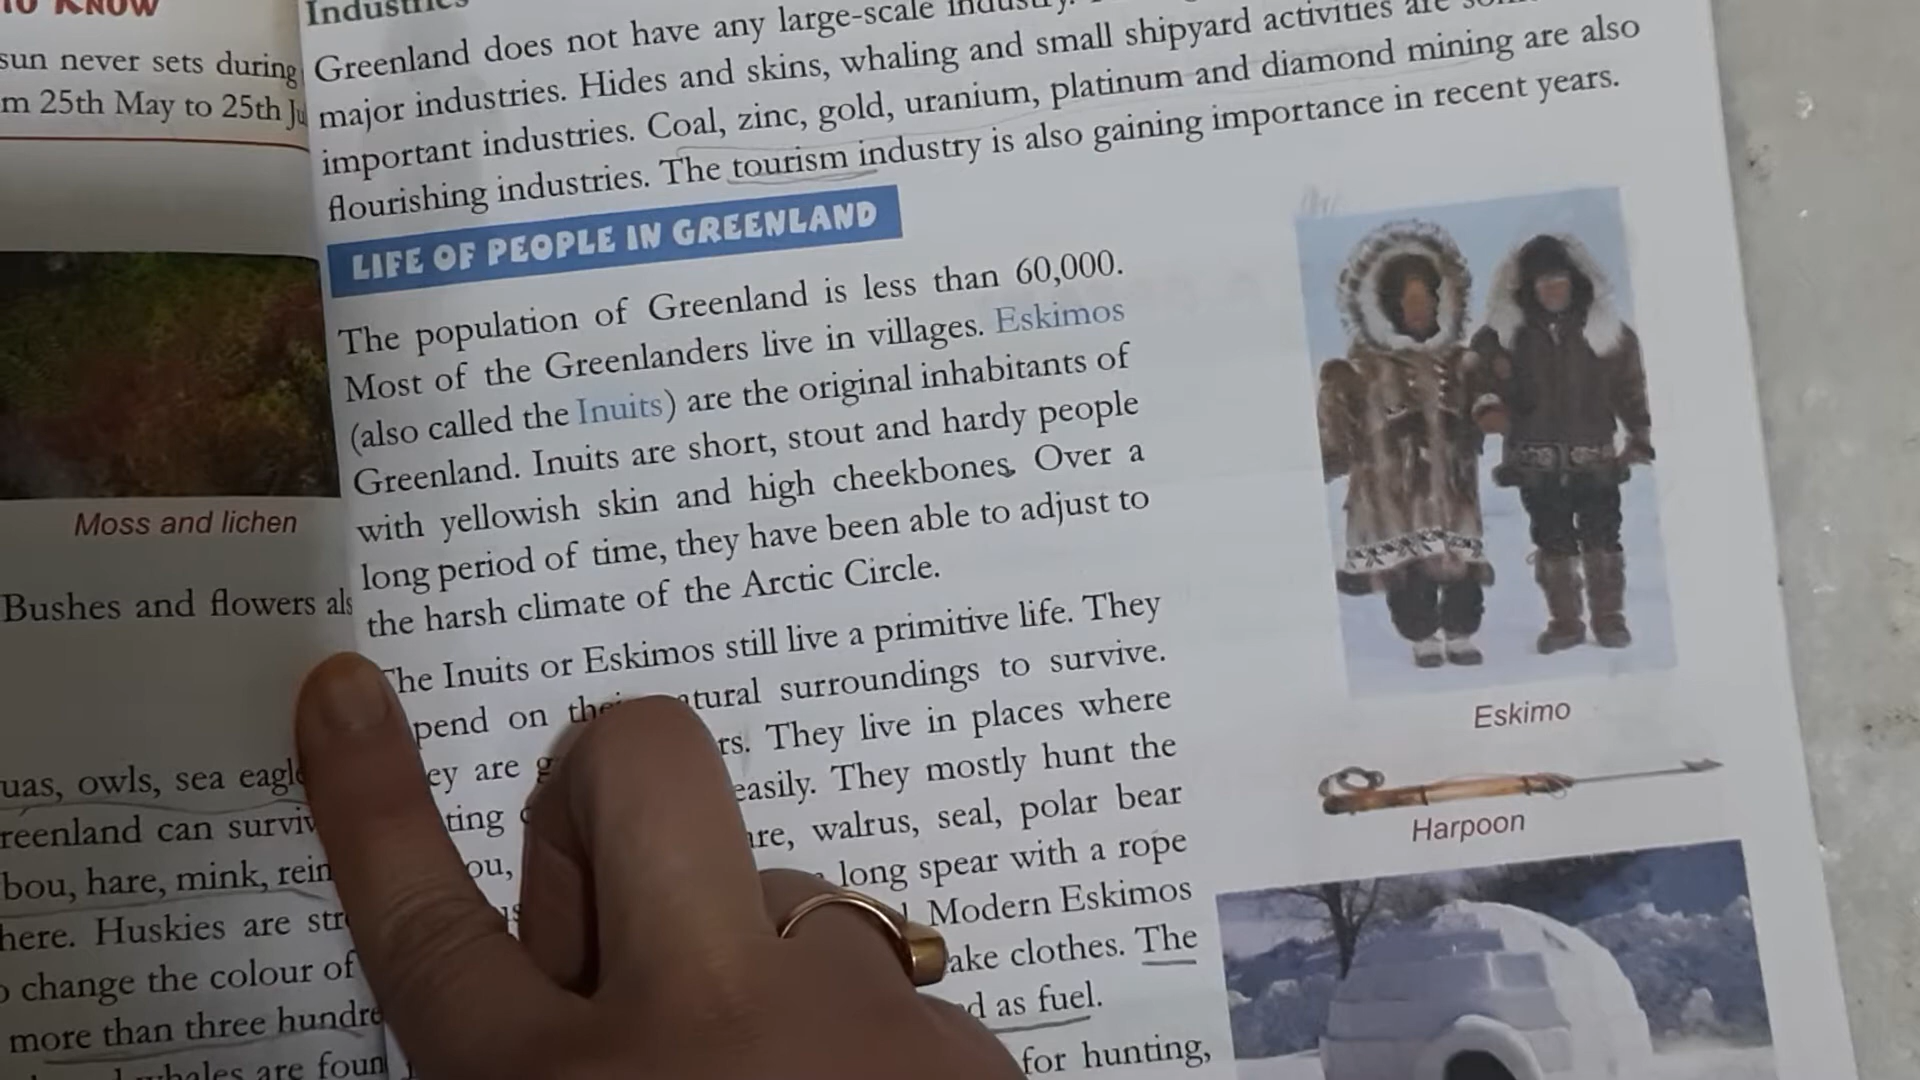 TO KNOW
sun never sets during
m 25th May to 25th Ju
Moss and lichen
Bushes and flowers als
uas, owls, sea eagle
reenland can surviv
bou, hare, mink, rein
here. Huskies are str
o change the colour of
more than three hundre
whales are foun
Industries
Greenland does not have any large-scale industry.
major industries. Hides and skins, whaling and small shipyard activities are
important industries. Coal, zinc, gold, uranium, platinum and diamond mining are also
flourishing industries. The tourism industry is also gaining importance in recent years.
LIFE OF PEOPLE IN GREENLAND
The population of Greenland is less than 60,000.
Most of the Greenlanders live in villages. Eskimos
(also called the Inuits) are the original inhabitants of
Greenland. Inuits are short, stout and hardy people
with yellowish skin and high cheekbones. Over a
long period of time, they have been able to adjust to
the harsh climate of the Arctic Circle.
The Inuits or Eskimos still live a primitive life. They
pend on their atural surroundings to survive.
ey are g rs. They live in places where
ting easily. They mostly hunt the
ou, are, walrus, seal, polar bear
long spear with a rope
Modern Eskimos
ake clothes. The
d as fuel.
for hunting,
Eskimo
Harpoon